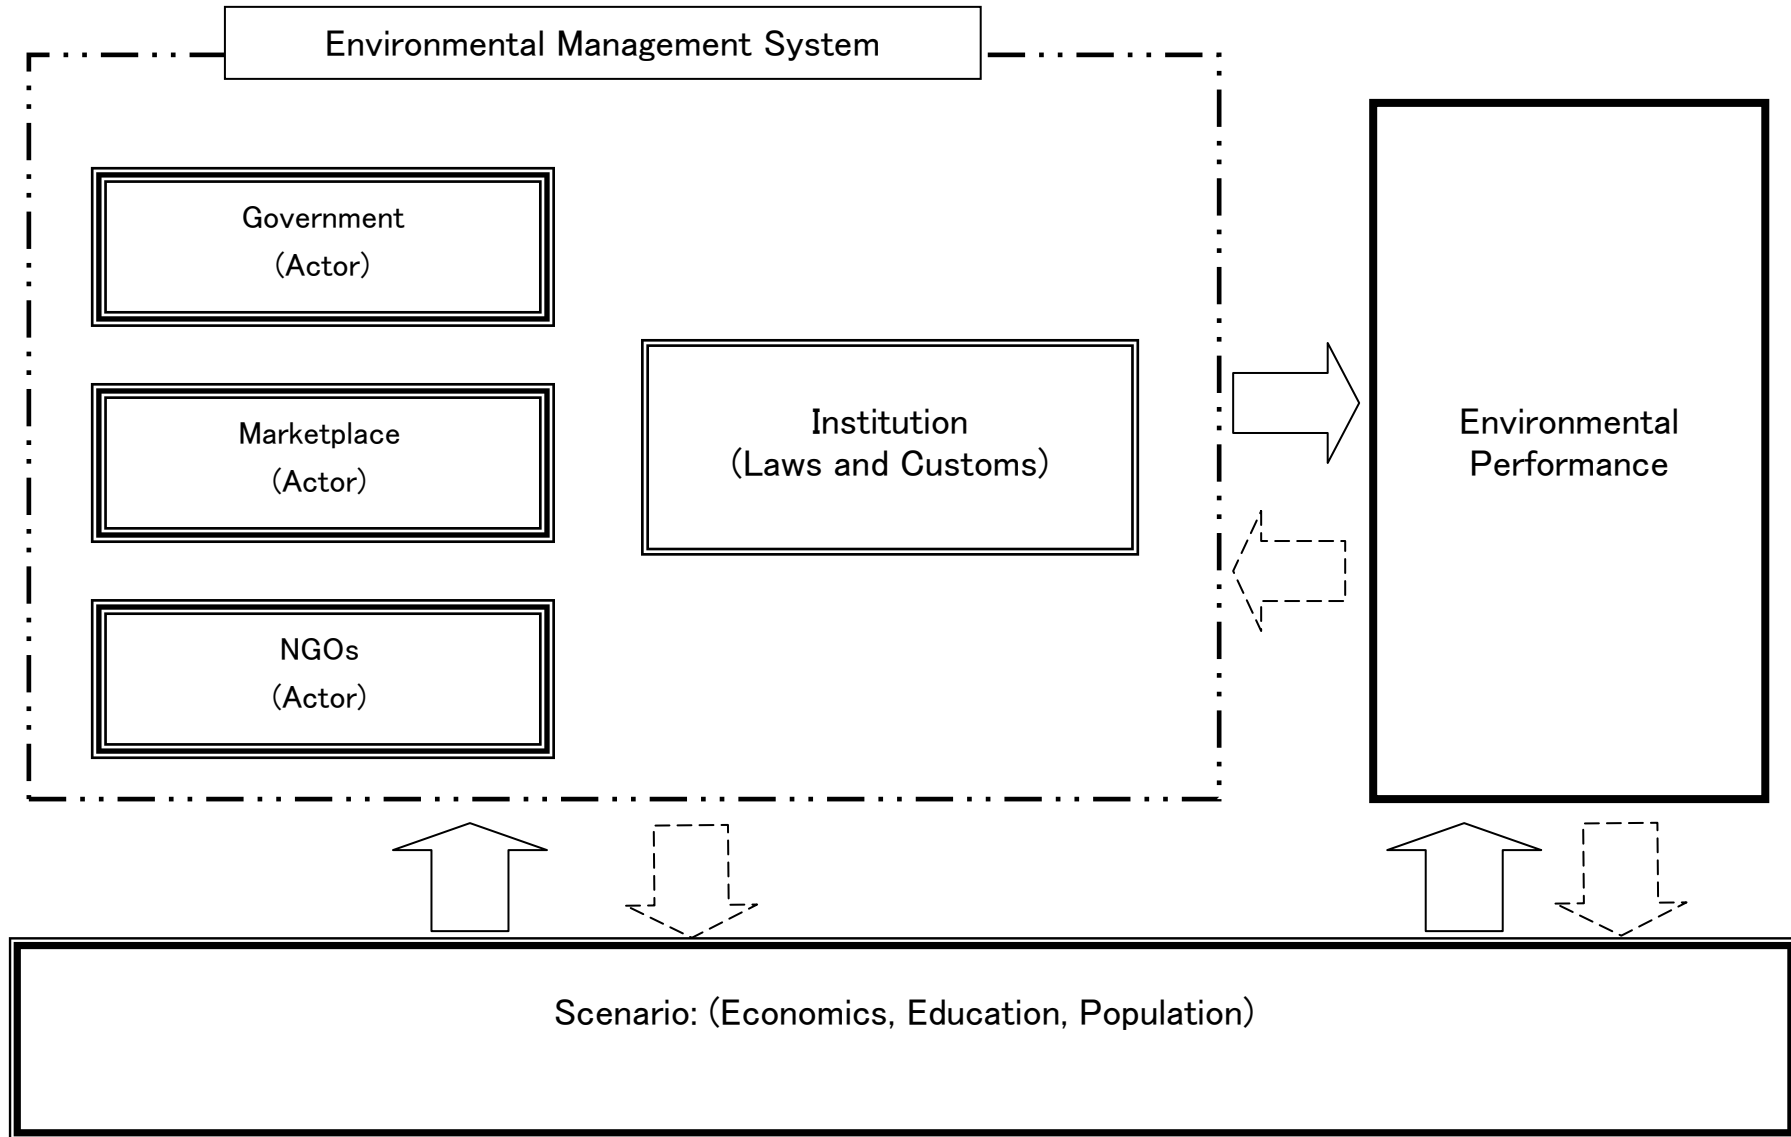 Environmental Management System
Government
(Actor)
Marketplace
(Actor)
NGOs
(Actor)
Institution
(Laws and Customs)
Environmental
Performance
Scenario: (Economics, Education, Population)